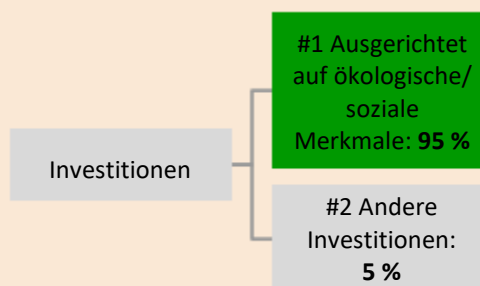 #1 Ausgerichtet
auf ökologische/
soziale
Merkmale: 95 %
Investitionen
#2 Andere
Investitionen:
5 %